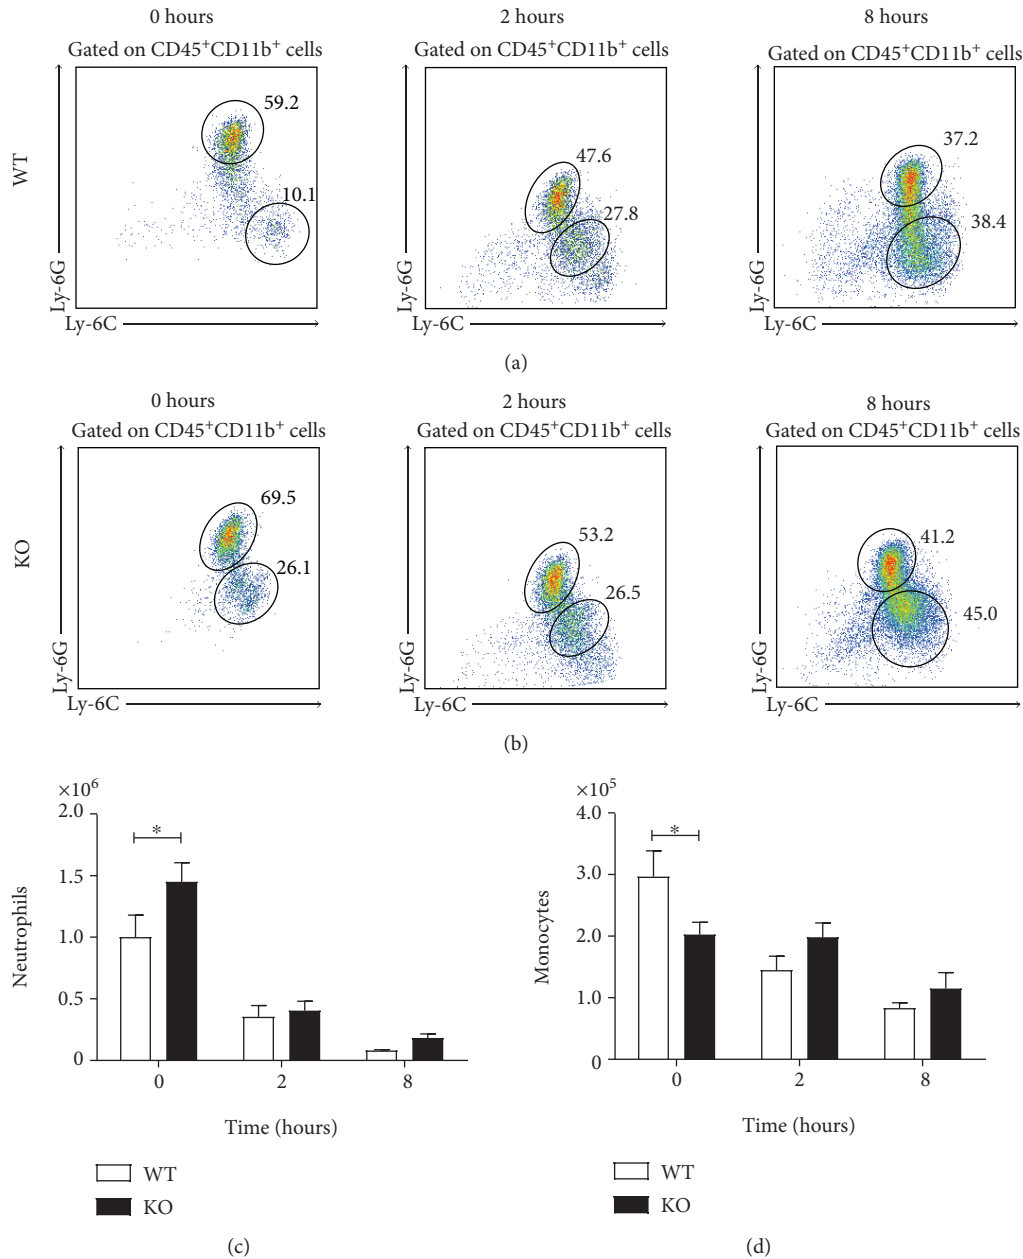 0 hours
2 hours
8 hours
Gated on CD45⁺CD11b⁺ cells
Gated on CD45⁺CD11b⁺ cells
Gated on CD45⁺CD11b⁺ cells
WT
Ly-6G
59.2
10.1
Ly-6C
Ly-6G
47.6
27.8
Ly-6C
Ly-6G
37.2
38.4
Ly-6C
(a)
0 hours
2 hours
8 hours
Gated on CD45⁺CD11b⁺ cells
Gated on CD45⁺CD11b⁺ cells
Gated on CD45⁺CD11b⁺ cells
KO
Ly-6G
69.5
26.1
Ly-6C
Ly-6G
53.2
26.5
Ly-6C
Ly-6G
41.2
45.0
Ly-6C
(b)
×10⁶
2.0
1.5
1.0
0.5
0
Neutrophils
*
0
2
8
Time (hours)
WT
KO
(c)
×10⁵
4.0
3.0
2.0
1.0
0
Monocytes
*
0
2
8
Time (hours)
WT
KO
(d)